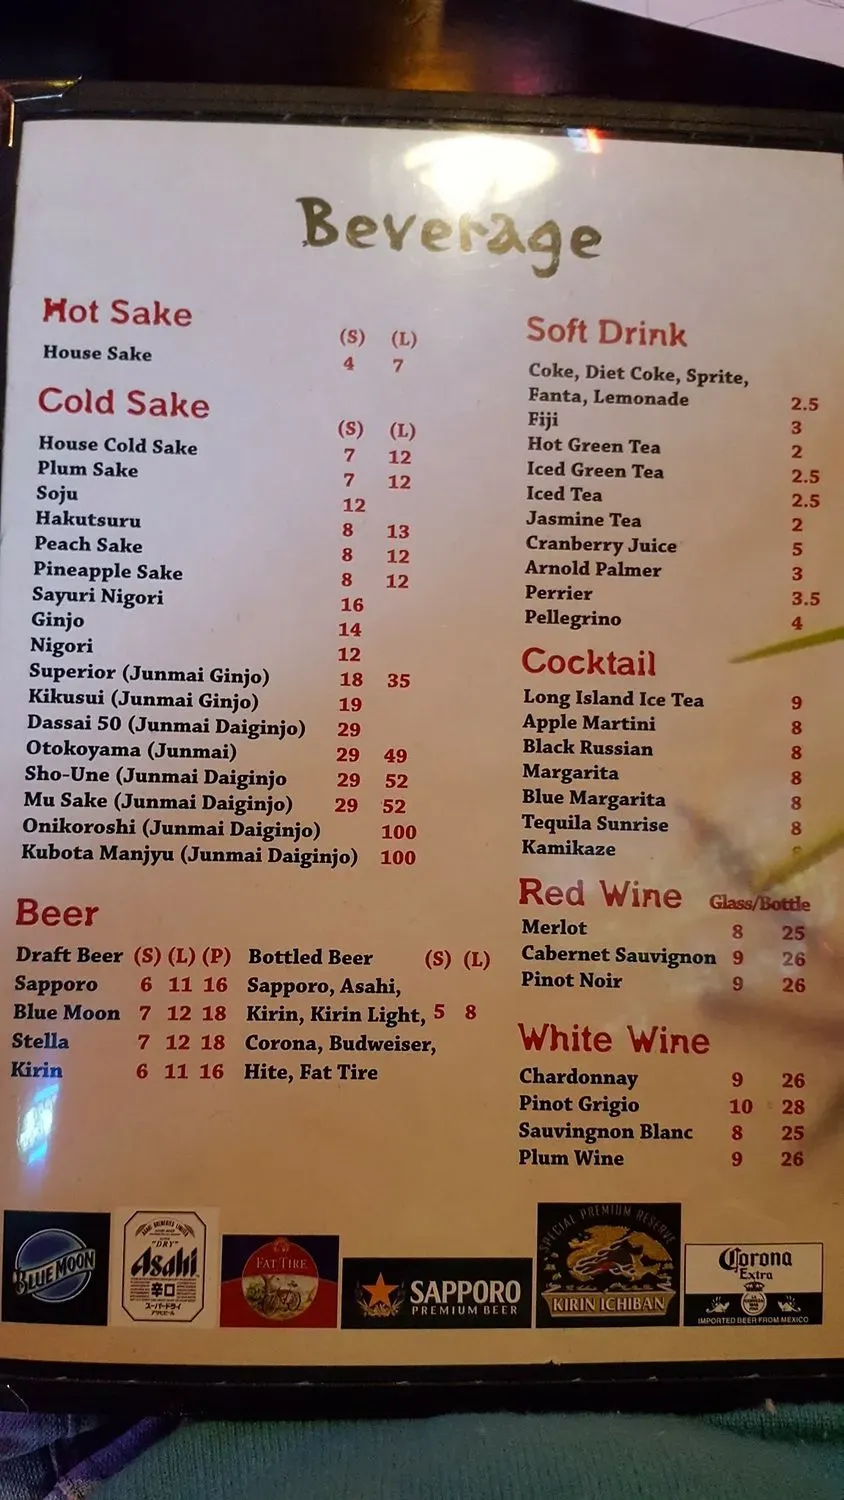 Beverage
Hot Sake
(S) (L)
House Sake 4 7
Cold Sake
(S) (L)
House Cold Sake 7 12
Plum Sake 7 12
Soju 12
Hakutsuru 8 13
Peach Sake 8 12
Pineapple Sake 8 12
Sayuri Nigori 16
Ginjo 14
Nigori 12
Superior (Junmai Ginjo) 18 35
Kikusui (Junmai Ginjo) 19
Dassai 50 (Junmai Daiginjo) 29
Otokoyama (Junmai) 29 49
Sho-Une (Junmai Daiginjo 29 52
Mu Sake (Junmai Daiginjo) 29 52
Onikoroshi (Junmai Daiginjo) 100
Kubota Manjyu (Junmai Daiginjo) 100
Beer
Draft Beer (S) (L) (P)
Sapporo 6 11 16
Blue Moon 7 12 18
Stella 7 12 18
Kirin 6 11 16
Bottled Beer (S) (L)
Sapporo, Asahi,
Kirin, Kirin Light, 5 8
Corona, Budweiser,
Hite, Fat Tire
Soft Drink
Coke, Diet Coke, Sprite,
Fanta, Lemonade 2.5
Fiji 3
Hot Green Tea 2
Iced Green Tea 2.5
Iced Tea 2.5
Jasmine Tea 2
Cranberry Juice 5
Arnold Palmer 3
Perrier 3.5
Pellegrino 4
Cocktail
Long Island Ice Tea 9
Apple Martini 8
Black Russian 8
Margarita 8
Blue Margarita 8
Tequila Sunrise 8
Kamikaze
Red Wine Glass/Bottle
Merlot 8 25
Cabernet Sauvignon 9 26
Pinot Noir 9 26
White Wine
Chardonnay 9 26
Pinot Grigio 10 28
Sauvingnon Blanc 8 25
Plum Wine 9 26
BLUE MOON
"DRY"
Asahi
辛口
スーパードライ
FAT TIRE
SAPPORO
PREMIUM BEER
SPECIAL PREMIUM RESERVE
KIRIN ICHIBAN
Corona
Extra
IMPORTED BEER FROM MEXICO